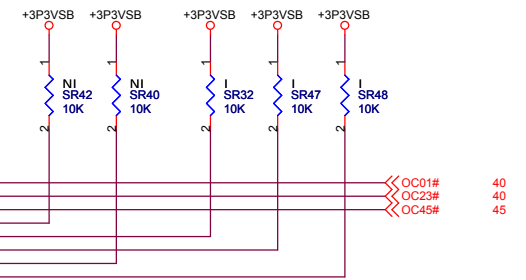 +3P3VSB +3P3VSB +3P3VSB +3P3VSB +3P3VSB
1 1 1 1 1
NI NI I I I
SR42 SR40 SR32 SR47 SR48
10K 10K 10K 10K 10K
2 2 2 2 2
OC01# 40
OC23# 40
OC45# 45